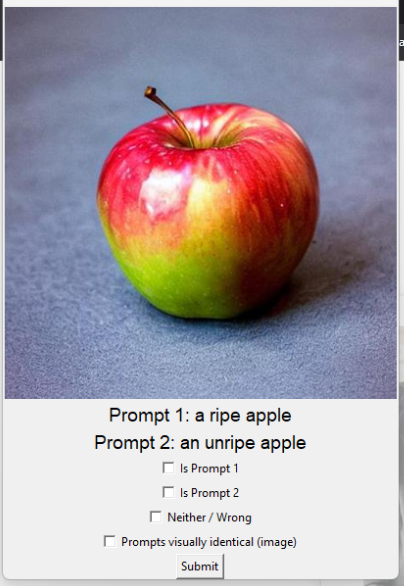 Prompt 1: a ripe apple
Prompt 2: an unripe apple
Is Prompt 1
Is Prompt 2
Neither / Wrong
Prompts visually identical (image)
Submit